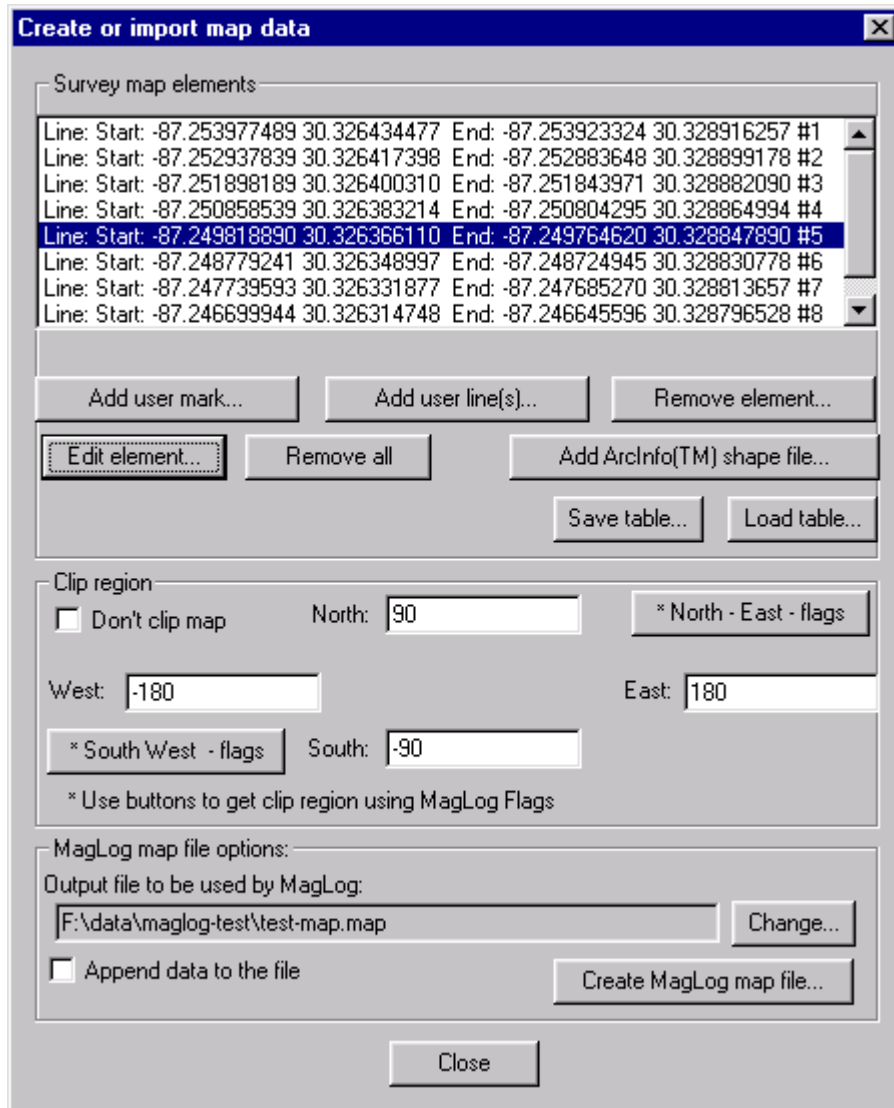 Create or import map data
Survey map elements
Line: Start: -87.253977489 30.326434477 End: -87.253923324 30.328916257 #1
Line: Start: -87.252937839 30.326417398 End: -87.252883648 30.328899178 #2
Line: Start: -87.251898189 30.326400310 End: -87.251843971 30.328882090 #3
Line: Start: -87.250858539 30.326383214 End: -87.250804295 30.328864994 #4
Line: Start: -87.249818890 30.326366110 End: -87.249764620 30.328847890 #5
Line: Start: -87.248779241 30.326348997 End: -87.248724945 30.328830778 #6
Line: Start: -87.247739593 30.326331877 End: -87.247685270 30.328813657 #7
Line: Start: -87.246699944 30.326314748 End: -87.246645596 30.328796528 #8
Add user mark... Add user line(s)... Remove element...
Edit element... Remove all Add ArcInfo(TM) shape file...
Save table... Load table...
Clip region
Don't clip map North: 90 * North - East - flags
West: -180 East: 180
* South West - flags South: -90
* Use buttons to get clip region using MagLog Flags
MagLog map file options:
Output file to be used by MagLog:
F:\data\maglog-test\test-map.map Change...
Append data to the file Create MagLog map file...
Close